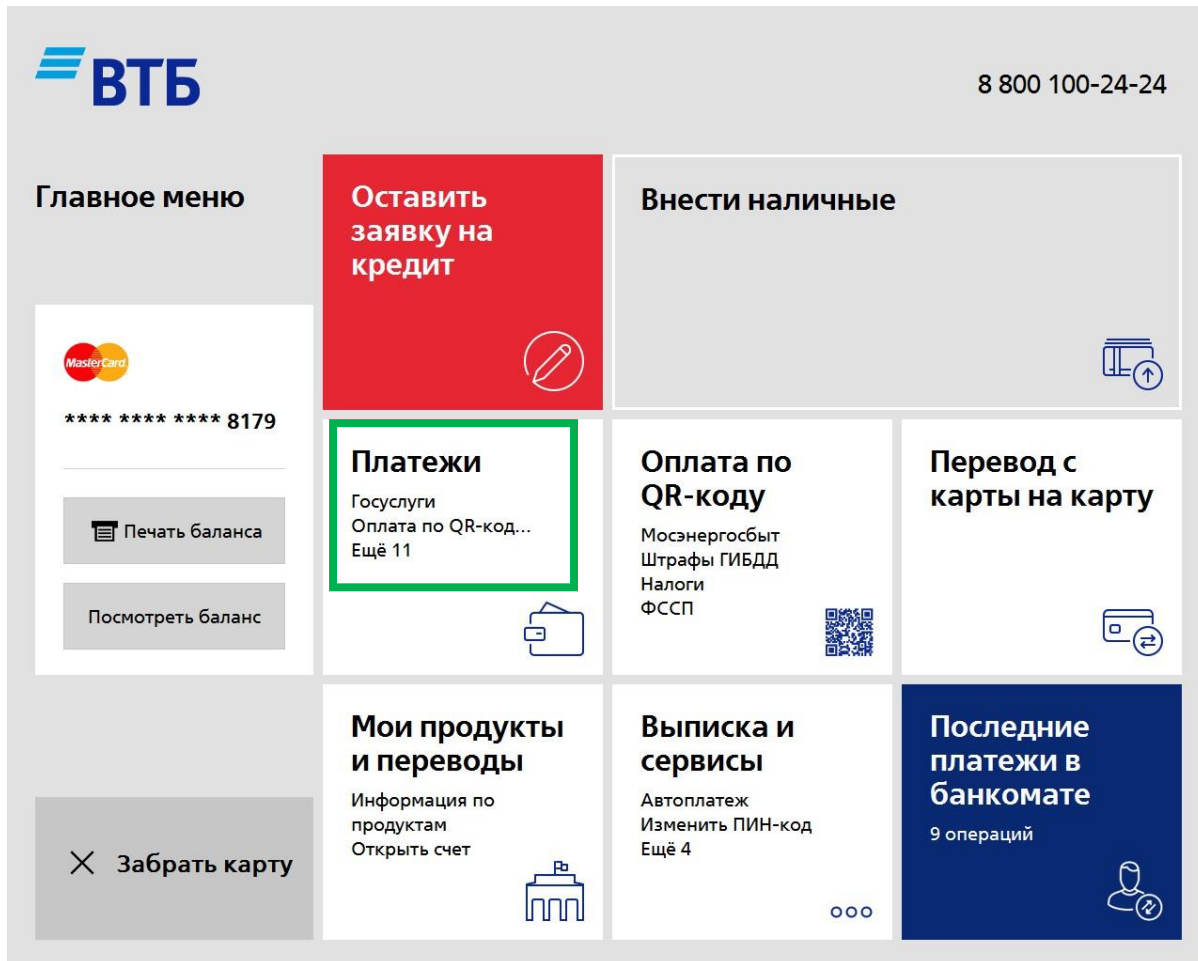 ВТБ
8 800 100-24-24
Главное меню
Оставить
заявку на
кредит
Внести наличные
MasterCard
**** **** **** 8179
Печать баланса
Посмотреть баланс
Платежи
Госуслуги
Оплата по QR-код...
Ещё 11
Оплата по
QR-коду
Мосэнергосбыт
Штрафы ГИБДД
Налоги
ФССП
Перевод с
карты на карту
Мои продукты
и переводы
Информация по
продуктам
Открыть счет
Выписка и
сервисы
Автоплатеж
Изменить ПИН-код
Ещё 4
Последние
платежи в
банкомате
9 операций
Забрать карту